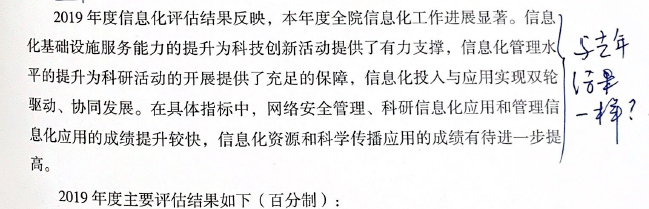 2019 年度信息化评估结果反映，本年度全院信息化工作进展显著。信息
化基础设施服务能力的提升为科技创新活动提供了有力支撑，信息化管理水
平的提升为科研活动的开展提供了充足的保障，信息化投入与应用实现双轮
驱动、协同发展。在具体指标中，网络安全管理、科研信息化应用和管理信
息化应用的成绩提升较快，信息化资源和科学传播应用的成绩有待进一步提
高。
2019 年度主要评估结果如下（百分制）：
与去年
结果
一样？